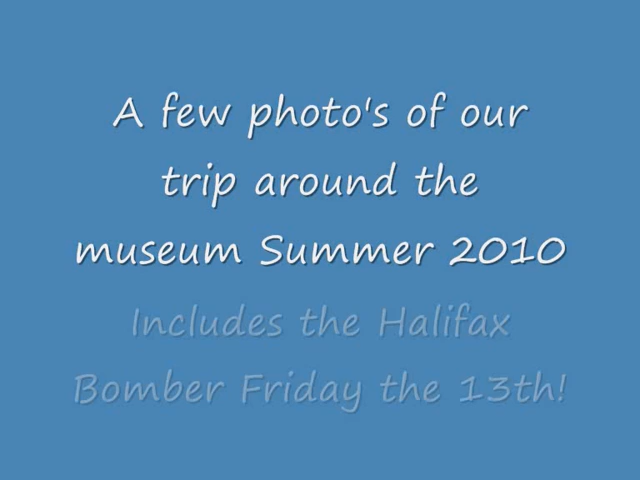 A few photo's of our
trip around the
museum Summer 2010
Includes the Halifax
Bomber Friday the 13th!